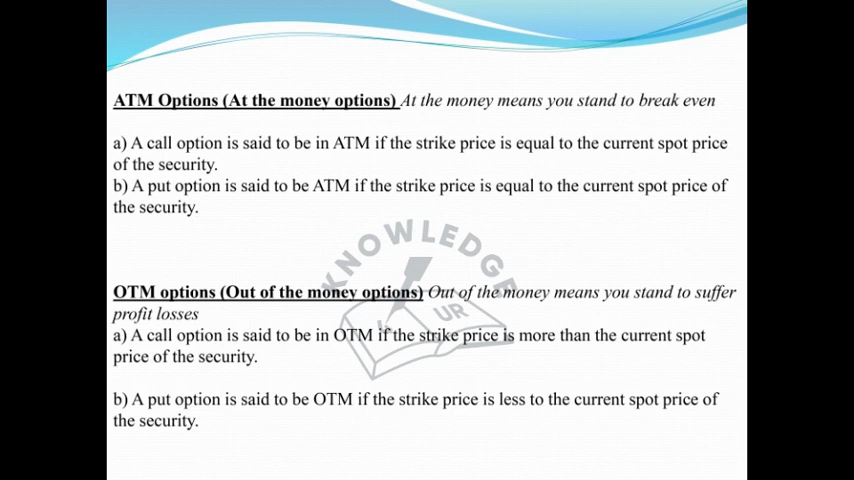 ATM Options (At the money options) At the money means you stand to break even
a) A call option is said to be in ATM if the strike price is equal to the current spot price
of the security.
b) A put option is said to be ATM if the strike price is equal to the current spot price of
the security.
KNOWLEDGE
UR
OTM options (Out of the money options) Out of the money means you stand to suffer
profit losses
a) A call option is said to be in OTM if the strike price is more than the current spot
price of the security.
b) A put option is said to be OTM if the strike price is less to the current spot price of
the security.